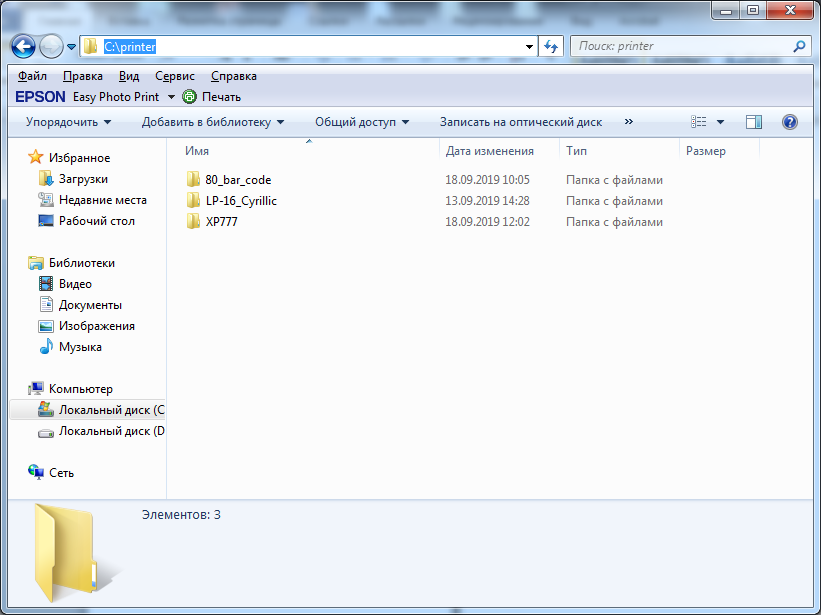 C:\printer
Поиск: printer
Файл Правка Вид Сервис Справка
EPSON Easy Photo Print Печать
Упорядочить Добавить в библиотеку Общий доступ Записать на оптический диск »
Имя Дата изменения Тип Размер
80_bar_code 18.09.2019 10:05 Папка с файлами
LP-16_Cyrillic 13.09.2019 14:28 Папка с файлами
XP777 18.09.2019 12:02 Папка с файлами
Избранное
Загрузки
Недавние места
Рабочий стол
Библиотеки
Видео
Документы
Изображения
Музыка
Компьютер
Локальный диск (C
Локальный диск (D
Сеть
Элементов: 3